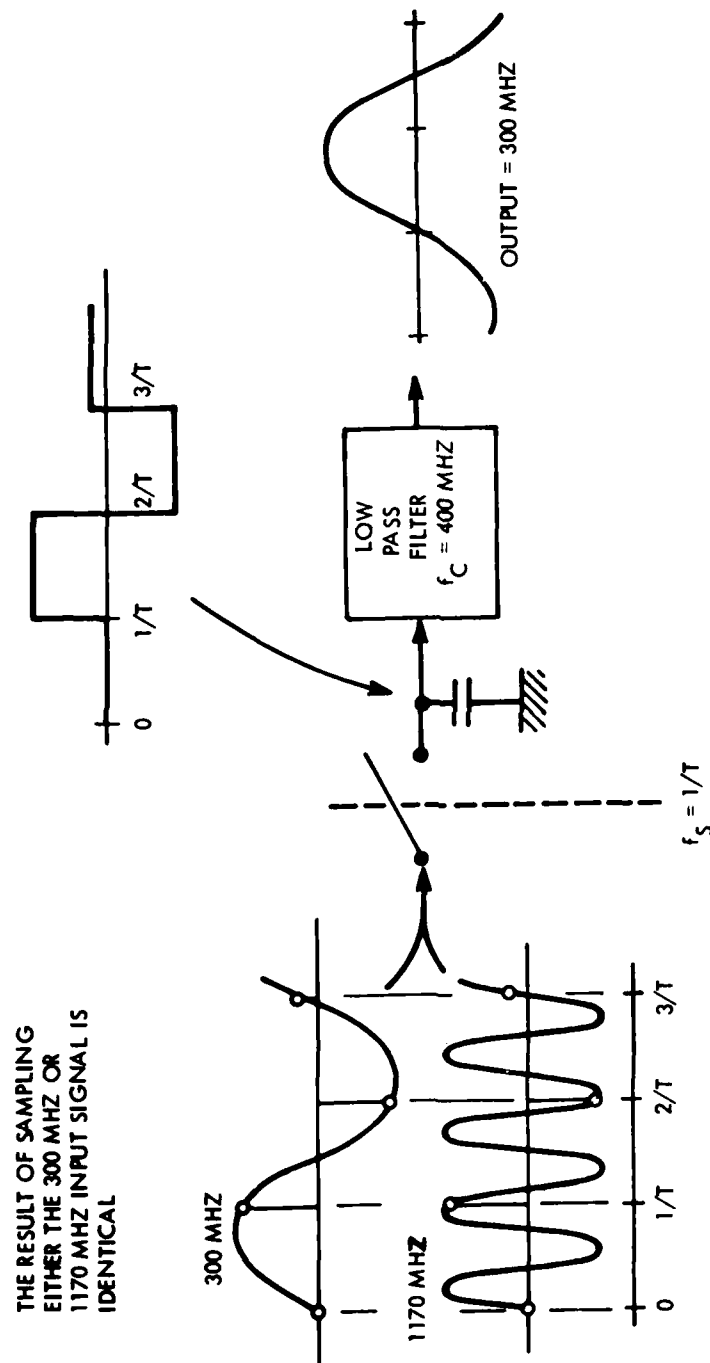 THE RESULT OF SAMPLING
EITHER THE 300 MHZ OR
1170 MHZ INPUT SIGNAL IS
IDENTICAL
300 MHZ
1170 MHZ
0
1/T
2/T
3/T
f_S = 1/T
0
1/T
2/T
3/T
LOW
PASS
FILTER
f_C = 400 MHZ
OUTPUT = 300 MHZ